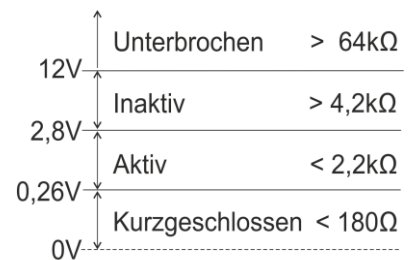 Unterbrochen > 64kΩ
12V
Inaktiv > 4,2kΩ
2,8V
Aktiv < 2,2kΩ
0,26V
Kurzgeschlossen < 180Ω
0V